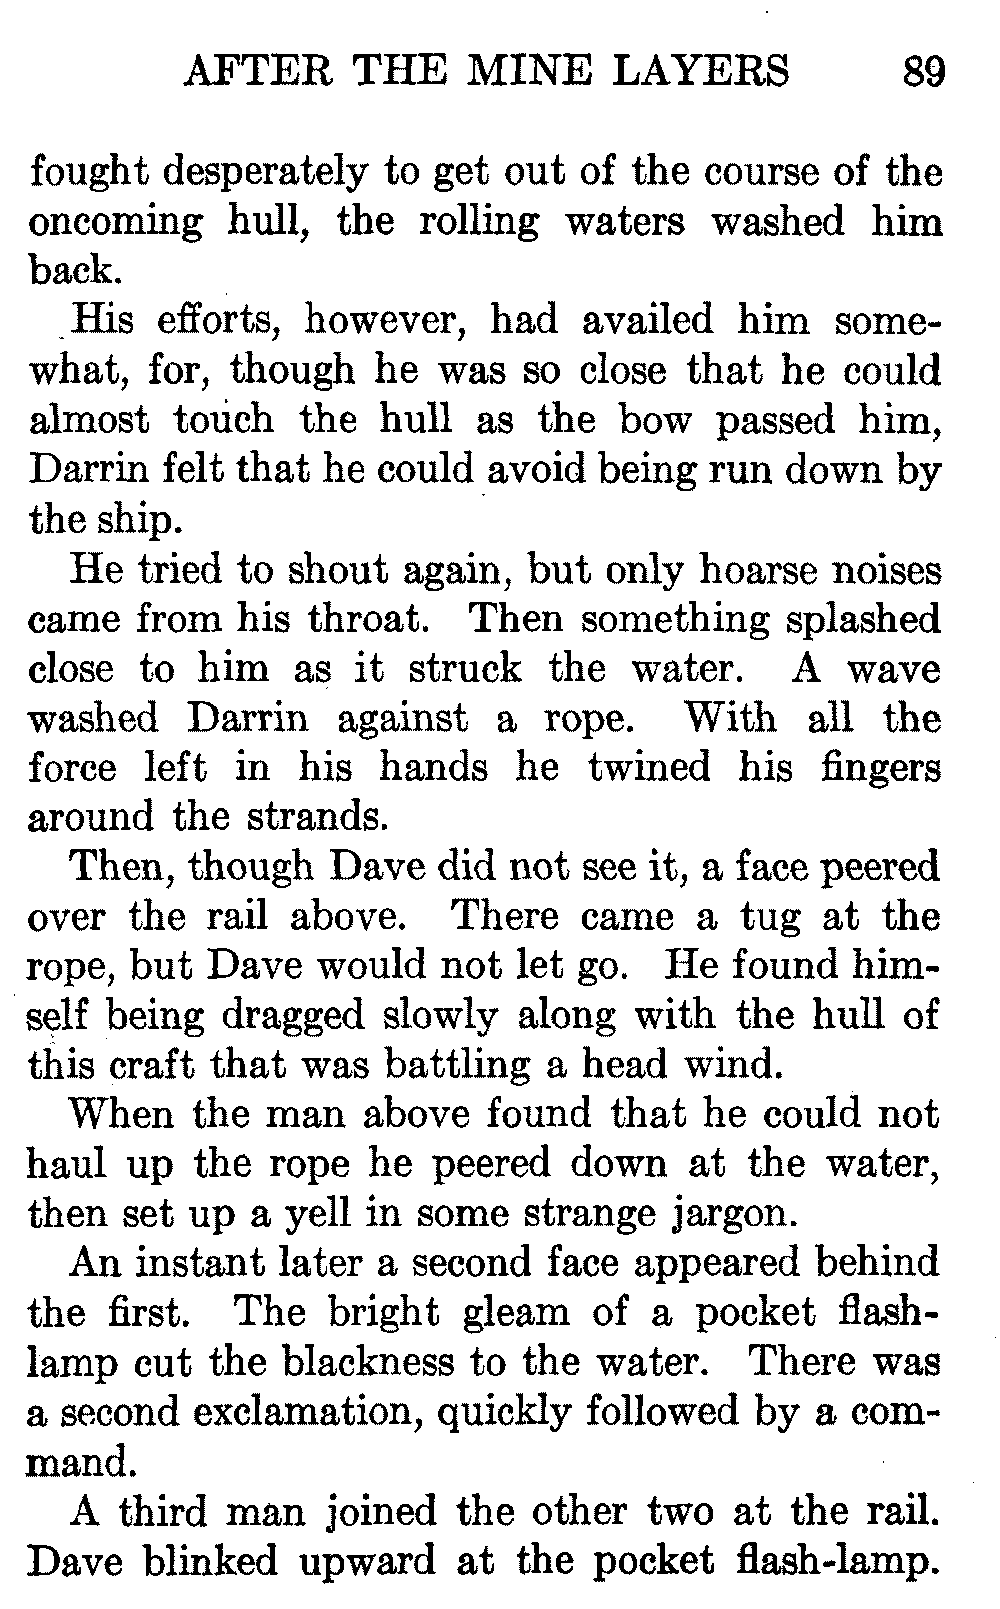 AFTER THE MINE LAYERS 89
fought desperately to get out of the course of the
oncoming hull, the rolling waters washed him
back.
His efforts, however, had availed him some-
what, for, though he was so close that he could
almost touch the hull as the bow passed him,
Darrin felt that he could avoid being run down by
the ship.
He tried to shout again, but only hoarse noises
came from his throat. Then something splashed
close to him as it struck the water. A wave
washed Darrin against a rope. With all the
force left in his hands he twined his fingers
around the strands.
Then, though Dave did not see it, a face peered
over the rail above. There came a tug at the
rope, but Dave would not let go. He found him-
self being dragged slowly along with the hull of
this craft that was battling a head wind.
When the man above found that he could not
haul up the rope he peered down at the water,
then set up a yell in some strange jargon.
An instant later a second face appeared behind
the first. The bright gleam of a pocket flash-
lamp cut the blackness to the water. There was
a second exclamation, quickly followed by a com-
mand.
A third man joined the other two at the rail.
Dave blinked upward at the pocket flash-lamp.